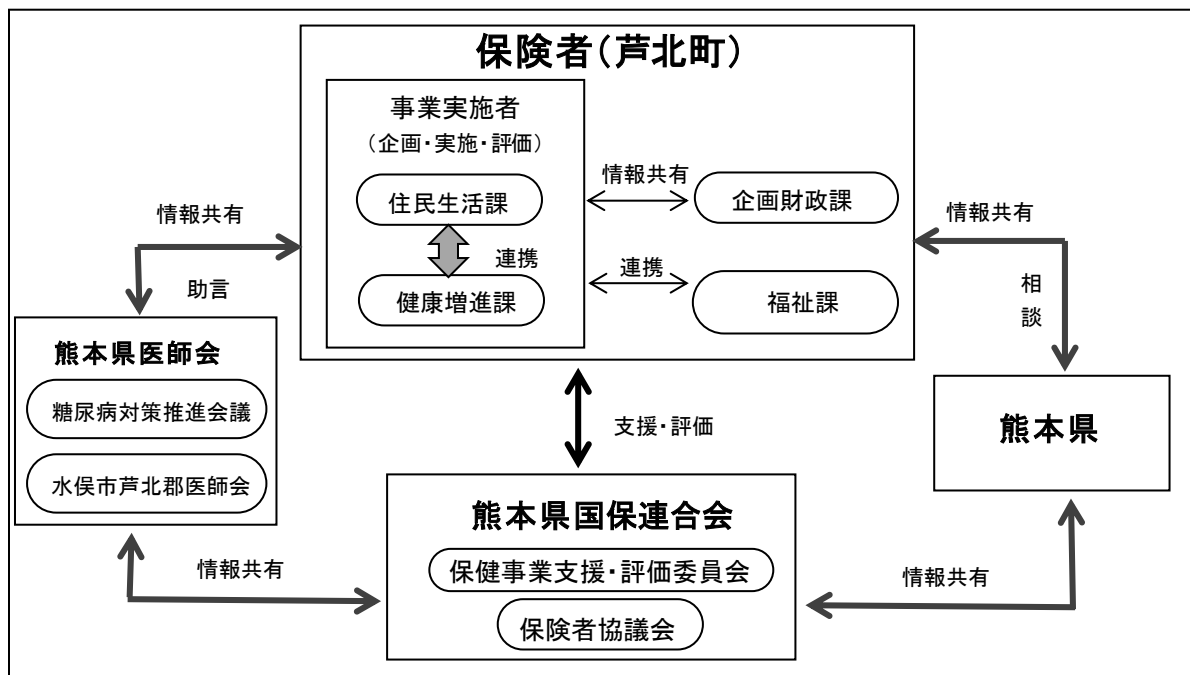 保険者(芦北町)
事業実施者
(企画・実施・評価)
住民生活課
連携
健康増進課
情報共有
企画財政課
連携
福祉課
情報共有
助言
情報共有
相
談
熊本県医師会
糖尿病対策推進会議
水俣市芦北郡医師会
支援・評価
熊本県
熊本県国保連合会
保健事業支援・評価委員会
保険者協議会
情報共有
情報共有